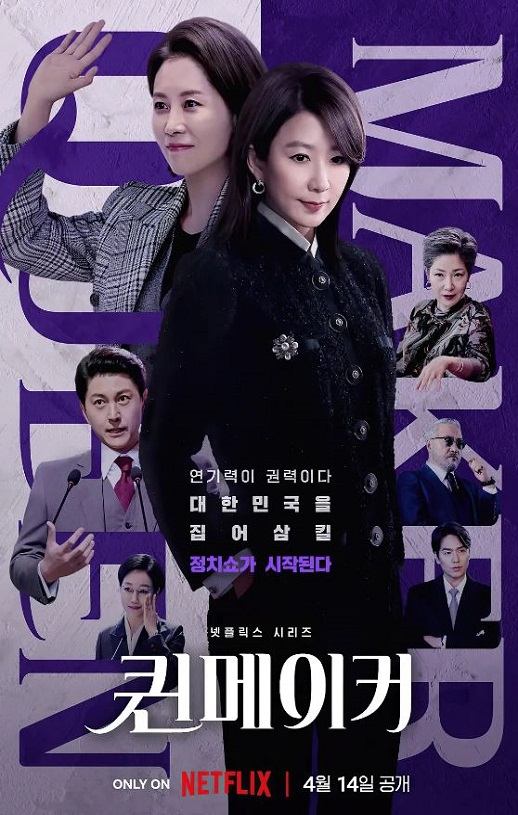 QUEEN
MAKER
연기력이 권력이다
대한민국을
집어삼킬
정치쇼가 시작된다
넷플릭스 시리즈
퀸메이커
ONLY ON NETFLIX | 4월 14일 공개